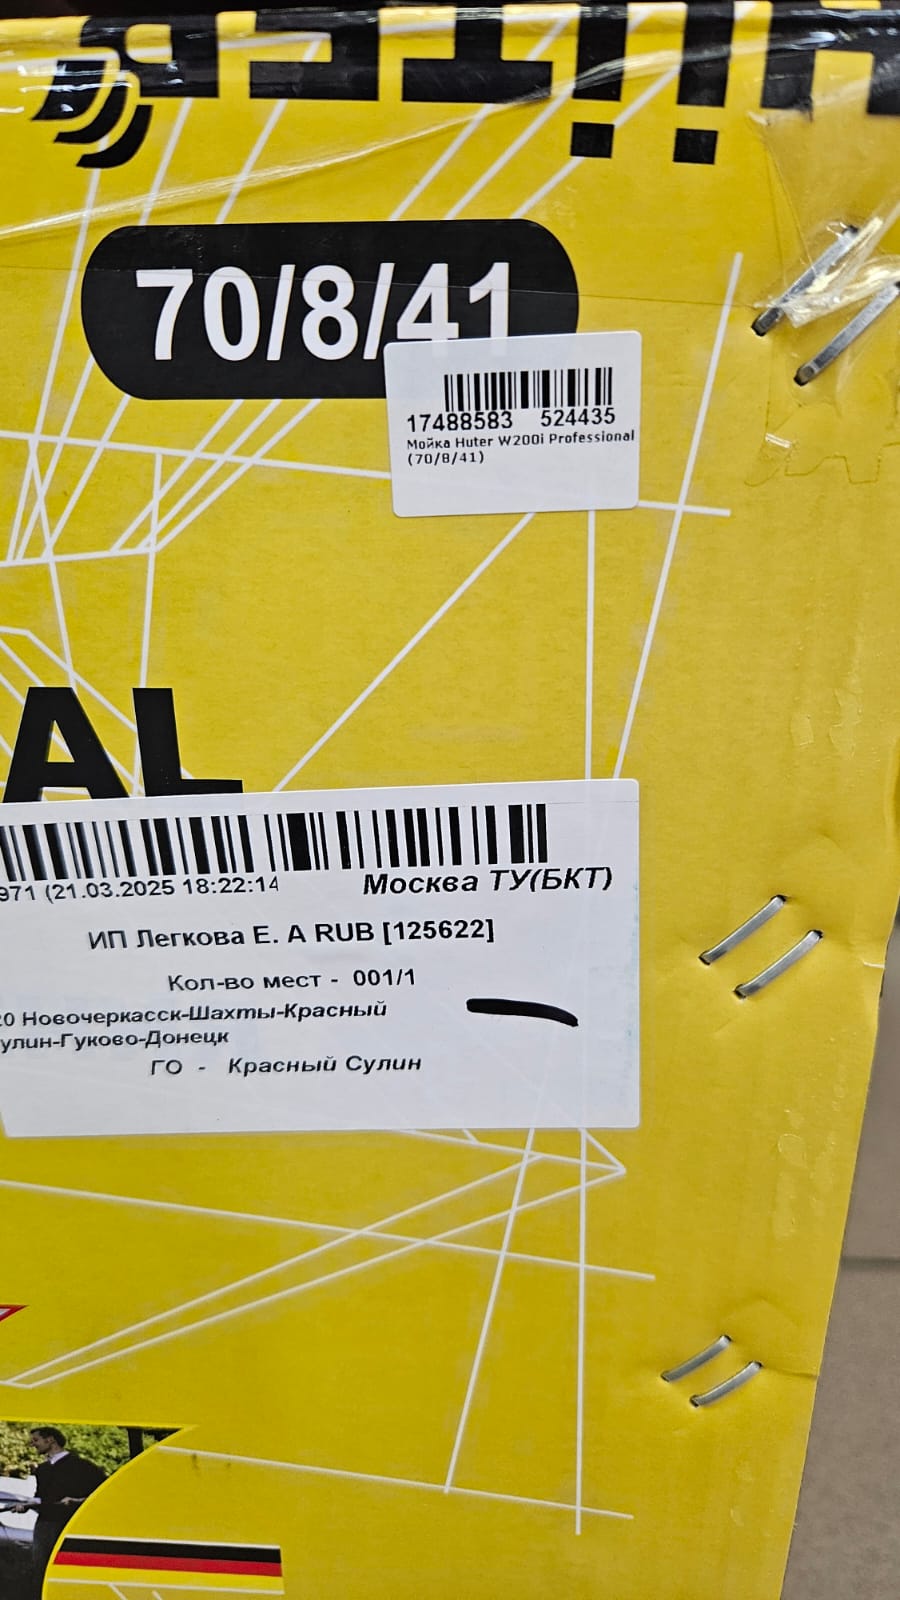 HÜTER
70/8/41
17488583 524435
Мойка Huter W200i Professional
(70/8/41)
AL
971 (21.03.2025 18:22:14
Москва ТУ(БКТ)
ИП Легкова Е. А RUB [125622]
Кол-во мест - 001/1
20 Новочеркасск-Шахты-Красный
улин-Гуково-Донецк
ГО - Красный Сулин